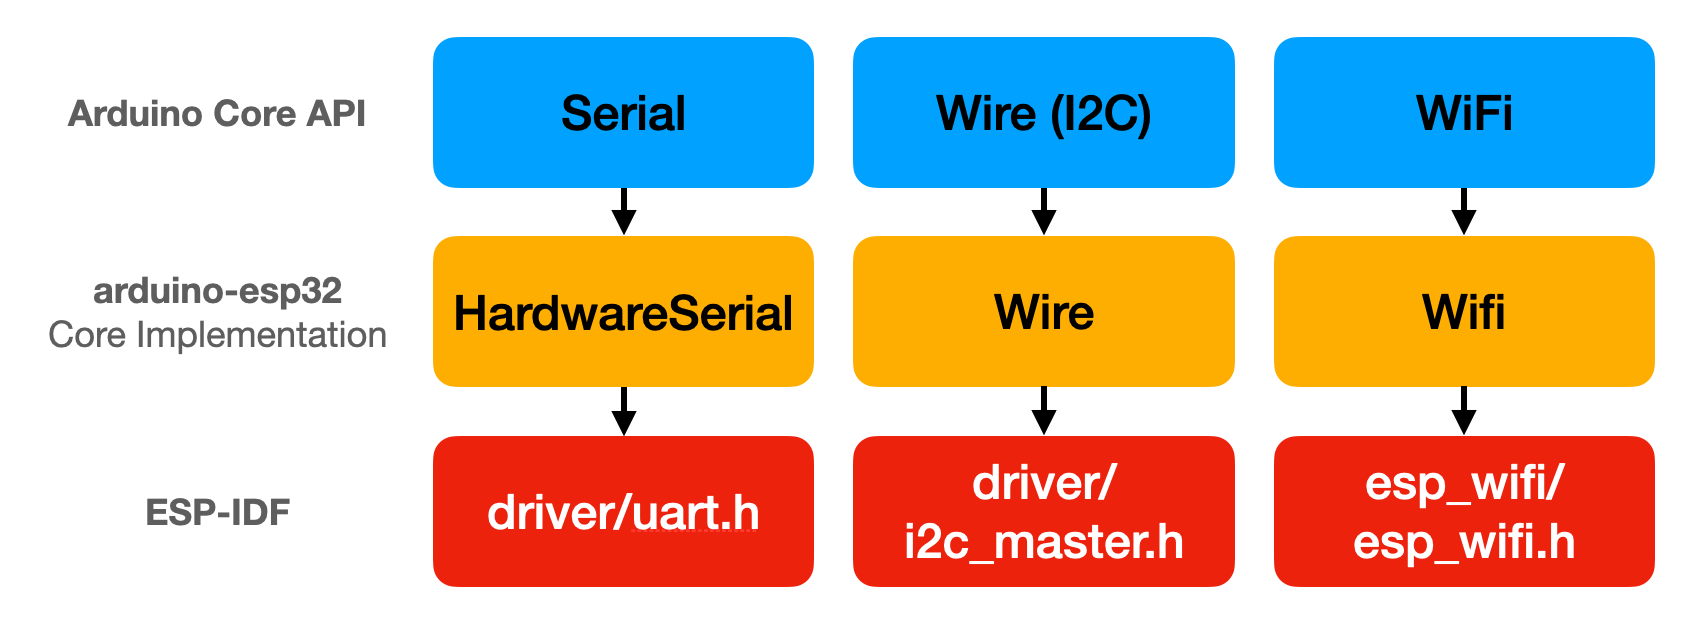 Arduino Core API
Serial
Wire (I2C)
WiFi
arduino-esp32
Core Implementation
HardwareSerial
Wire
Wifi
ESP-IDF
driver/uart.h
driver/
i2c_master.h
esp_wifi/
esp_wifi.h